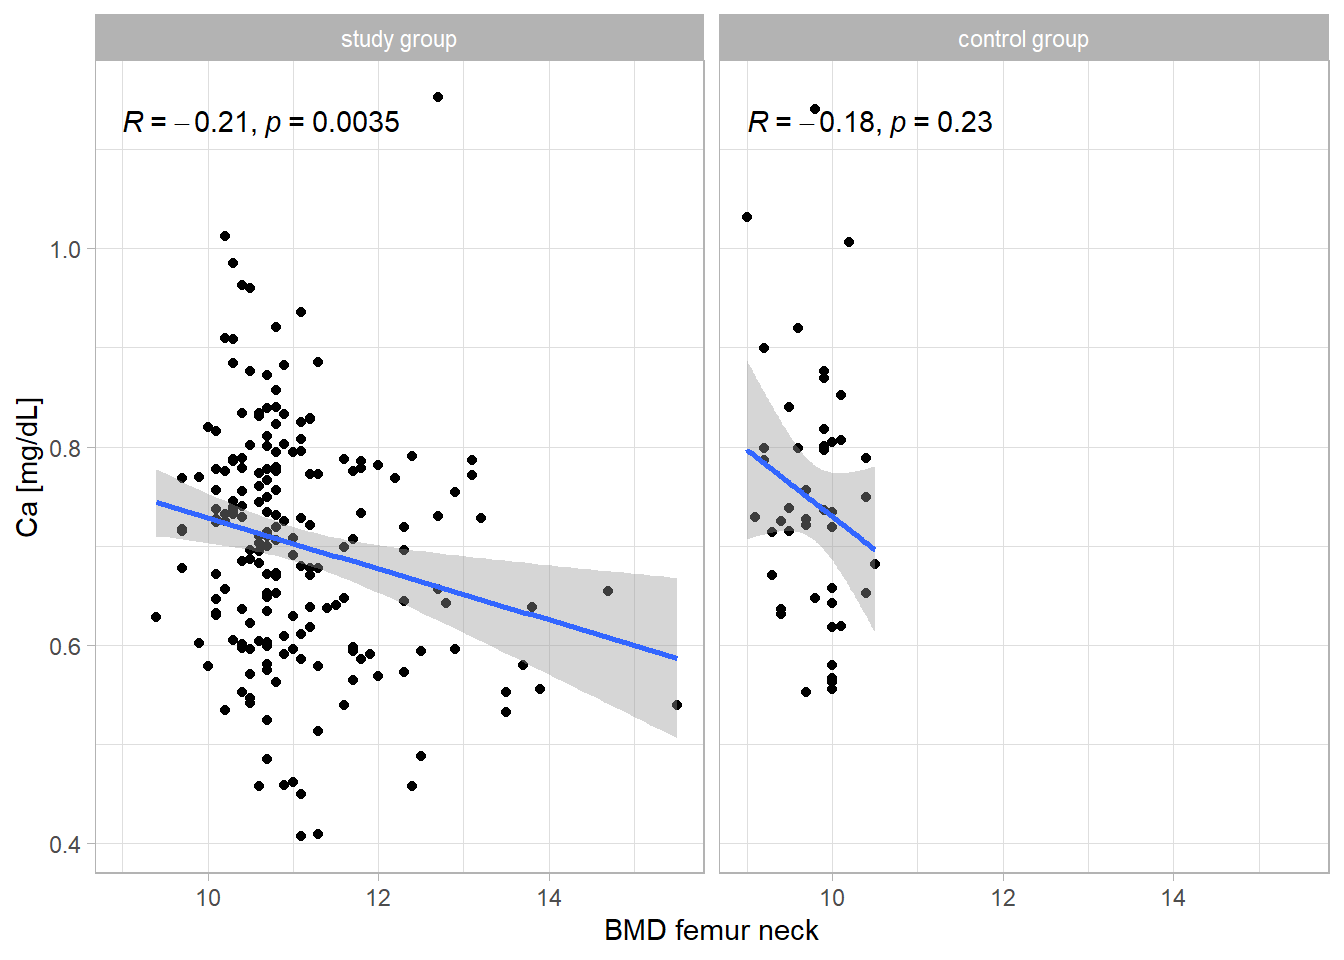 study group
control group
R = −0.21, p = 0.0035
R = −0.18, p = 0.23
Ca [mg/dL]
1.0
0.8
0.6
0.4
10 12 14
10 12 14
BMD femur neck